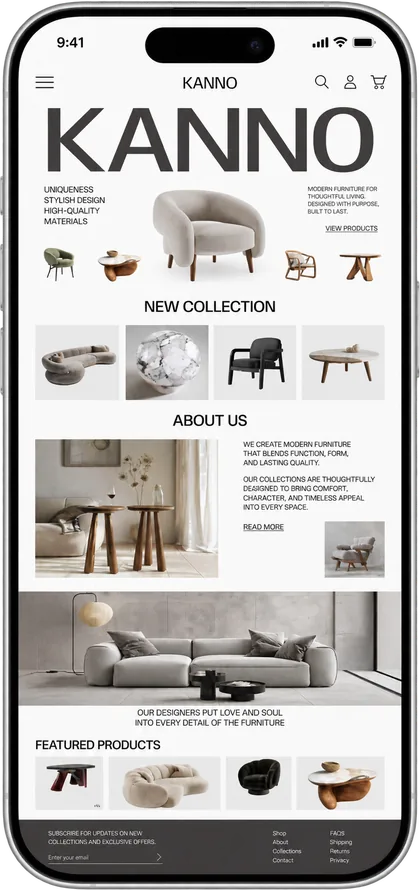 9:41
KANNO
KANNO
UNIQUENESS
STYLISH DESIGN
HIGH-QUALITY
MATERIALS
MODERN FURNITURE FOR
THOUGHTFUL LIVING.
DESIGNED WITH PURPOSE,
BUILT TO LAST.
VIEW PRODUCTS
NEW COLLECTION
ABOUT US
WE CREATE MODERN FURNITURE
THAT BLENDS FUNCTION, FORM,
AND LASTING QUALITY.
OUR COLLECTIONS ARE THOUGHTFULLY
DESIGNED TO BRING COMFORT,
CHARACTER, AND TIMELESS APPEAL
INTO EVERY SPACE.
READ MORE
OUR DESIGNERS PUT LOVE AND SOUL
INTO EVERY DETAIL OF THE FURNITURE
FEATURED PRODUCTS
SUBSCRIBE FOR UPDATES ON NEW
COLLECTIONS AND EXCLUSIVE OFFERS.
Enter your email
Shop
About
Collections
Contact
FAQS
Shipping
Returns
Privacy